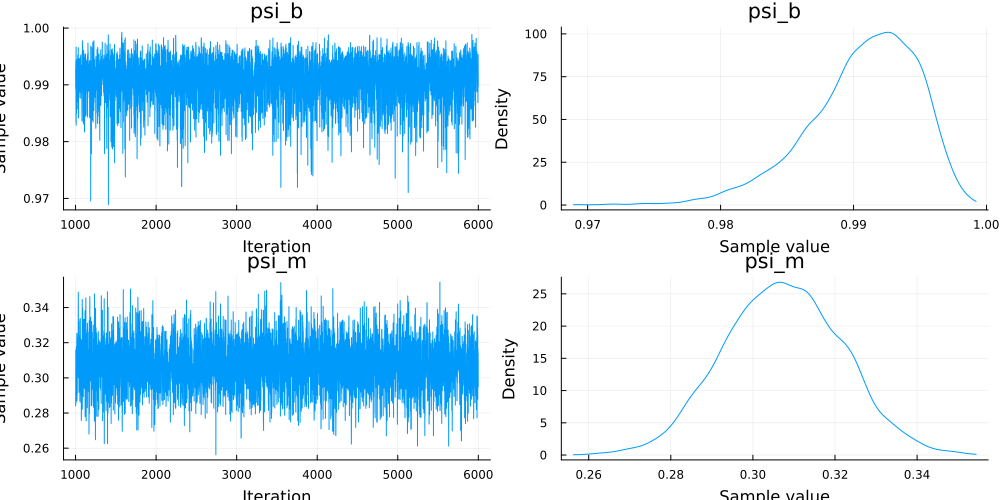 psi_b
psi_b
1.00
0.99
0.98
0.97
1000 2000 3000 4000 5000 6000
Iteration
Density
100
75
50
25
0
0.97 0.98 0.99 1.00
Sample value
psi_m
psi_m
value
0.34
0.32
0.30
0.28
0.26
1000 2000 3000 4000 5000 6000
Iteration
Density
25
20
15
10
5
0
0.26 0.28 0.30 0.32 0.34
Sample value